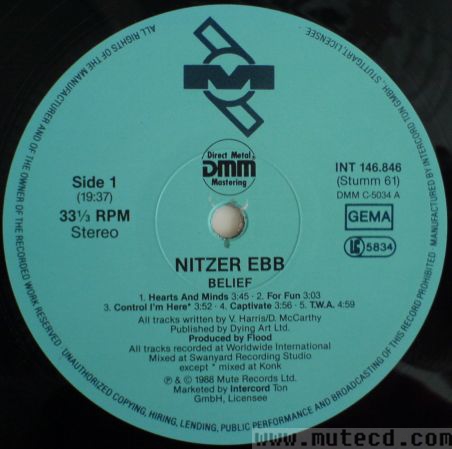 ALL RIGHTS OF THE MANUFACTURER AND OF THE OWNER OF THE RECORDED WORK RESERVED. UNAUTHORIZED COPYING, HIRING, LENDING, PUBLIC PERFORMANCE AND BROADCASTING OF THIS RECORD PROHIBITED. MANUFACTURED BY INTERCORD TON GMBH., STUTTGART, LICENSEE.
M
Direct Metal
DMM
Mastering
Side 1
(19:37)
33⅓ RPM
Stereo
INT 146.846
(Stumm 61)
DMM C-5034 A
GEMA
LC 5834
NITZER EBB
BELIEF
1. Hearts And Minds 3:45 · 2. For Fun 3:03
3. Control I'm Here* 3:52 · 4. Captivate 3:56 · 5. T.W.A. 4:59
All tracks written by V. Harris/D. McCarthy
Published by Dying Art Ltd.
Produced by Flood
All tracks recorded at Worldwide International
Mixed at Swanyard Recording Studio
except * mixed at Konk
℗ & © 1988 Mute Records Ltd.
Marketed by Intercord Ton
GmbH, Licensee
www.mutecd.com